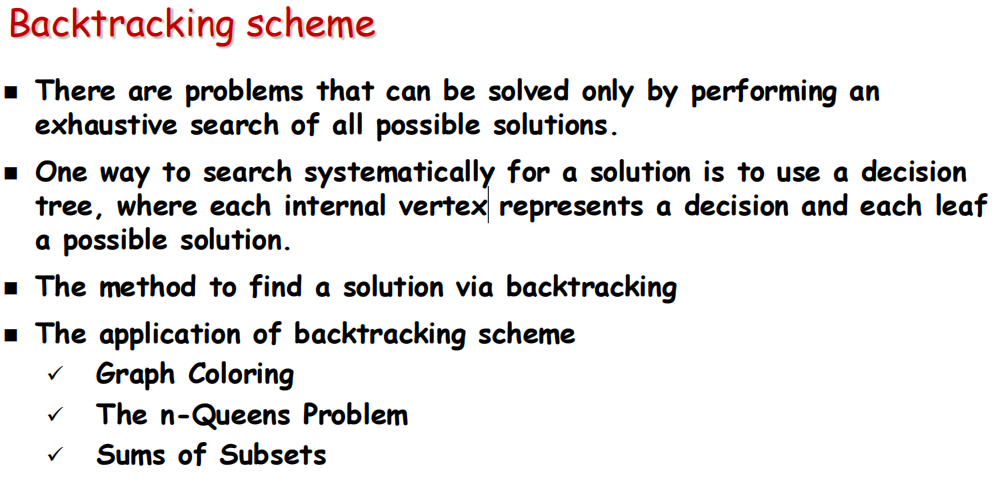 Backtracking scheme
■ There are problems that can be solved only by performing an
exhaustive search of all possible solutions.
■ One way to search systematically for a solution is to use a decision
tree, where each internal vertex represents a decision and each leaf
a possible solution.
■ The method to find a solution via backtracking
■ The application of backtracking scheme
✓ Graph Coloring
✓ The n-Queens Problem
✓ Sums of Subsets